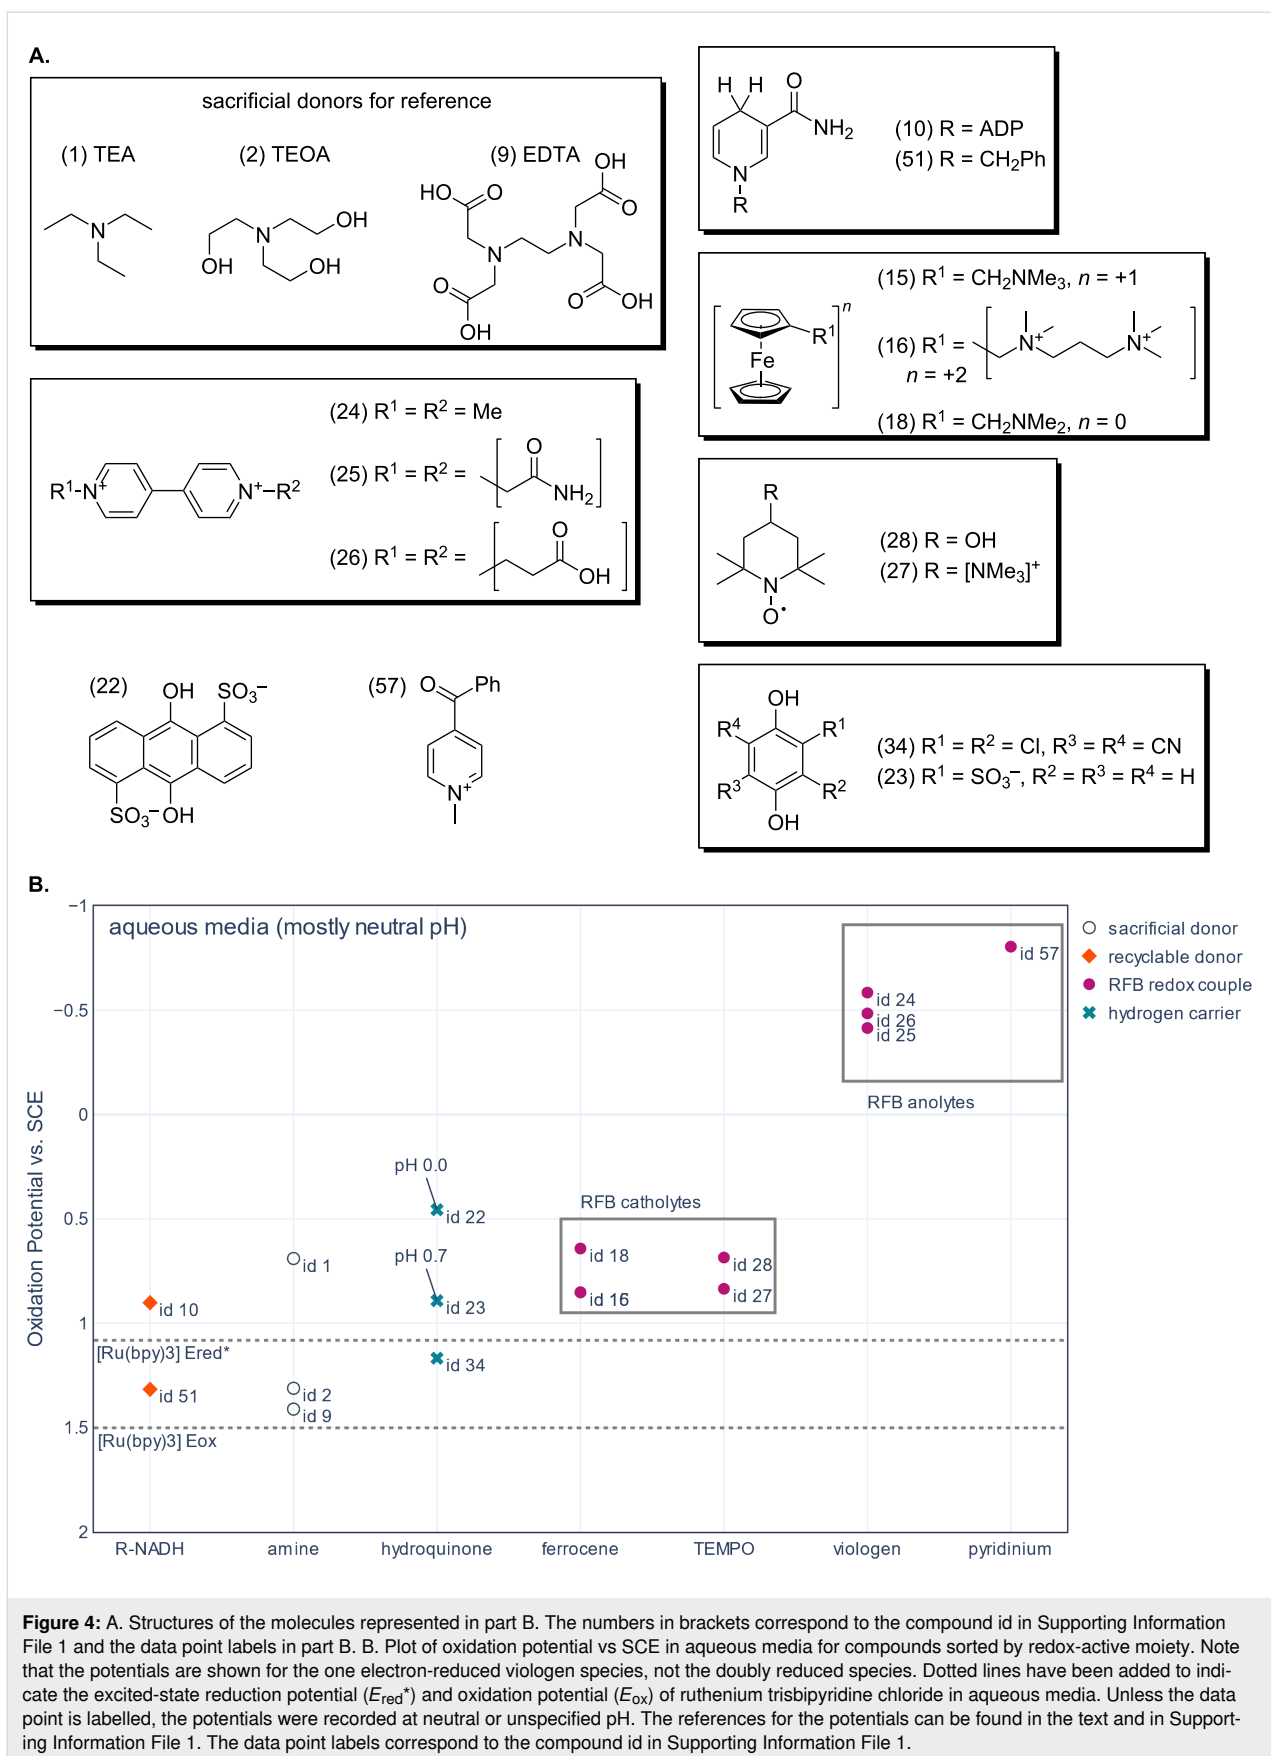 A.
sacrificial donors for reference
(1) TEA
(2) TEOA
(9) EDTA
N
N
OH
OH
OH
HO
O
OH
O
N
N
O
OH
O
OH
H H
O
NH2
N
R
(10) R = ADP
(51) R = CH2Ph
(15) R1 = CH2NMe3, n = +1
n
R1
Fe
(16) R1 =
N+
N+
n = +2
(18) R1 = CH2NMe2, n = 0
(24) R1 = R2 = Me
R1-N+
N+-R2
(25) R1 = R2 =
O
NH2
(26) R1 = R2 =
O
OH
R
N
O•
(28) R = OH
(27) R = [NMe3]+
(22)
OH
SO3−
SO3−
OH
(57)
O
Ph
N+
OH
R4
R1
R3
R2
OH
(34) R1 = R2 = Cl, R3 = R4 = CN
(23) R1 = SO3−, R2 = R3 = R4 = H
B.
aqueous media (mostly neutral pH)
Oxidation Potential vs. SCE
−1
−0.5
0
0.5
1
1.5
2
id 57
id 24
id 26
id 25
RFB anolytes
pH 0.0
id 22
RFB catholytes
pH 0.7
id 18
id 28
id 1
id 10
id 23
id 16
id 27
[Ru(bpy)3] Ered*
id 34
id 51
id 2
id 9
[Ru(bpy)3] Eox
R-NADH
amine
hydroquinone
ferrocene
TEMPO
viologen
pyridinium
sacrificial donor
recyclable donor
RFB redox couple
hydrogen carrier
Figure 4: A. Structures of the molecules represented in part B. The numbers in brackets correspond to the compound id in Supporting Information
File 1 and the data point labels in part B. B. Plot of oxidation potential vs SCE in aqueous media for compounds sorted by redox-active moiety. Note
that the potentials are shown for the one electron-reduced viologen species, not the doubly reduced species. Dotted lines have been added to indi-
cate the excited-state reduction potential (Ered*) and oxidation potential (Eox) of ruthenium trisbipyridine chloride in aqueous media. Unless the data
point is labelled, the potentials were recorded at neutral or unspecified pH. The references for the potentials can be found in the text and in Support-
ing Information File 1. The data point labels correspond to the compound id in Supporting Information File 1.